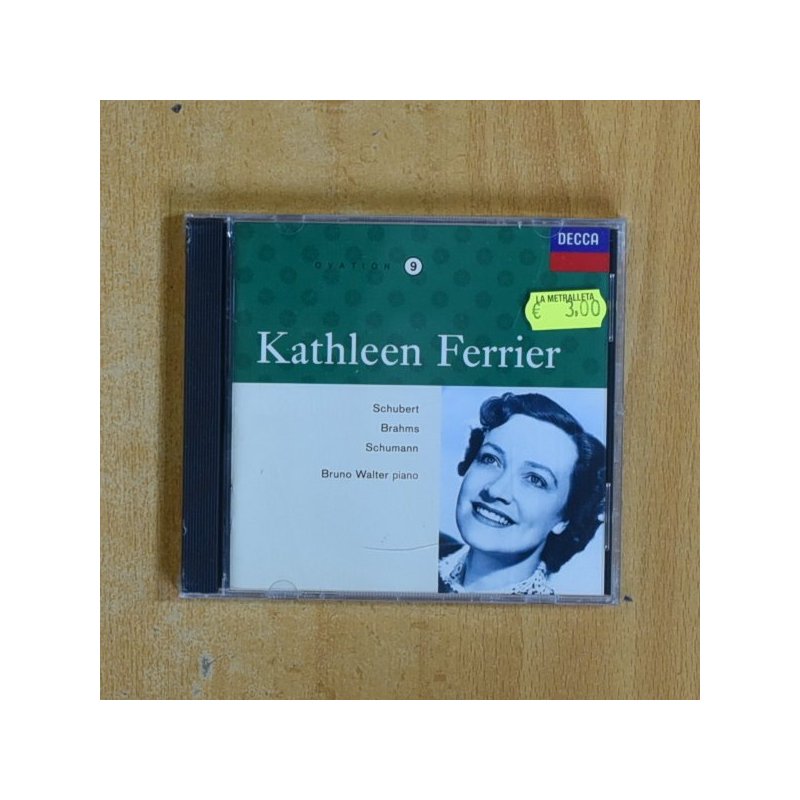 DECCA
OVATION 9
LA METRALLETA
€ 3,00
Kathleen Ferrier
Schubert
Brahms
Schumann
Bruno Walter piano